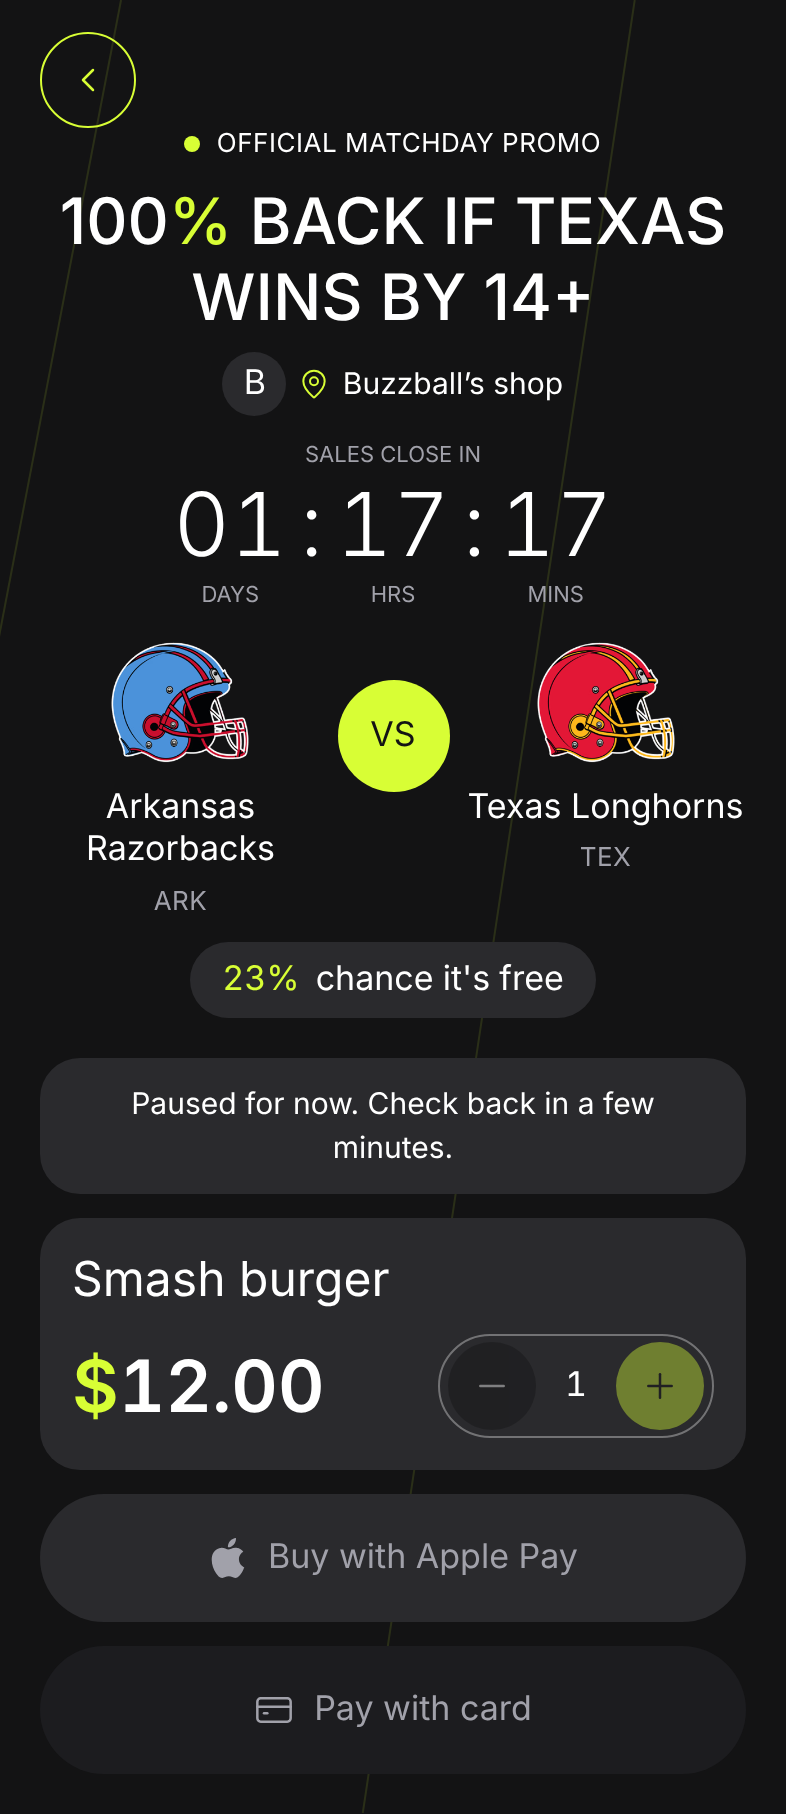 OFFICIAL MATCHDAY PROMO
100% BACK IF TEXAS
WINS BY 14+
B Buzzball’s shop
SALES CLOSE IN
01 : 17 : 17
DAYS HRS MINS
VS
Arkansas
Razorbacks
ARK
Texas Longhorns
TEX
23% chance it's free
Paused for now. Check back in a few
minutes.
Smash burger
$12.00
− 1 +
Buy with Apple Pay
Pay with card